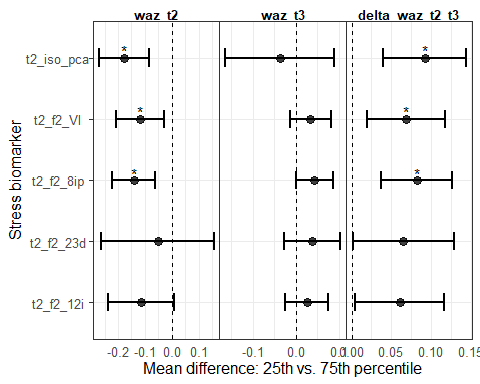 waz_t2 waz_t3 delta_waz_t2_t3
t2_iso_pca
t2_f2_VI
t2_f2_8ip
t2_f2_23d
t2_f2_12i
Stress biomarker
* *
* *
* *
-0.2 -0.1 0.0 0.1 -0.1 0.0 0.1 0.00 0.05 0.10 0.15
Mean difference: 25th vs. 75th percentile